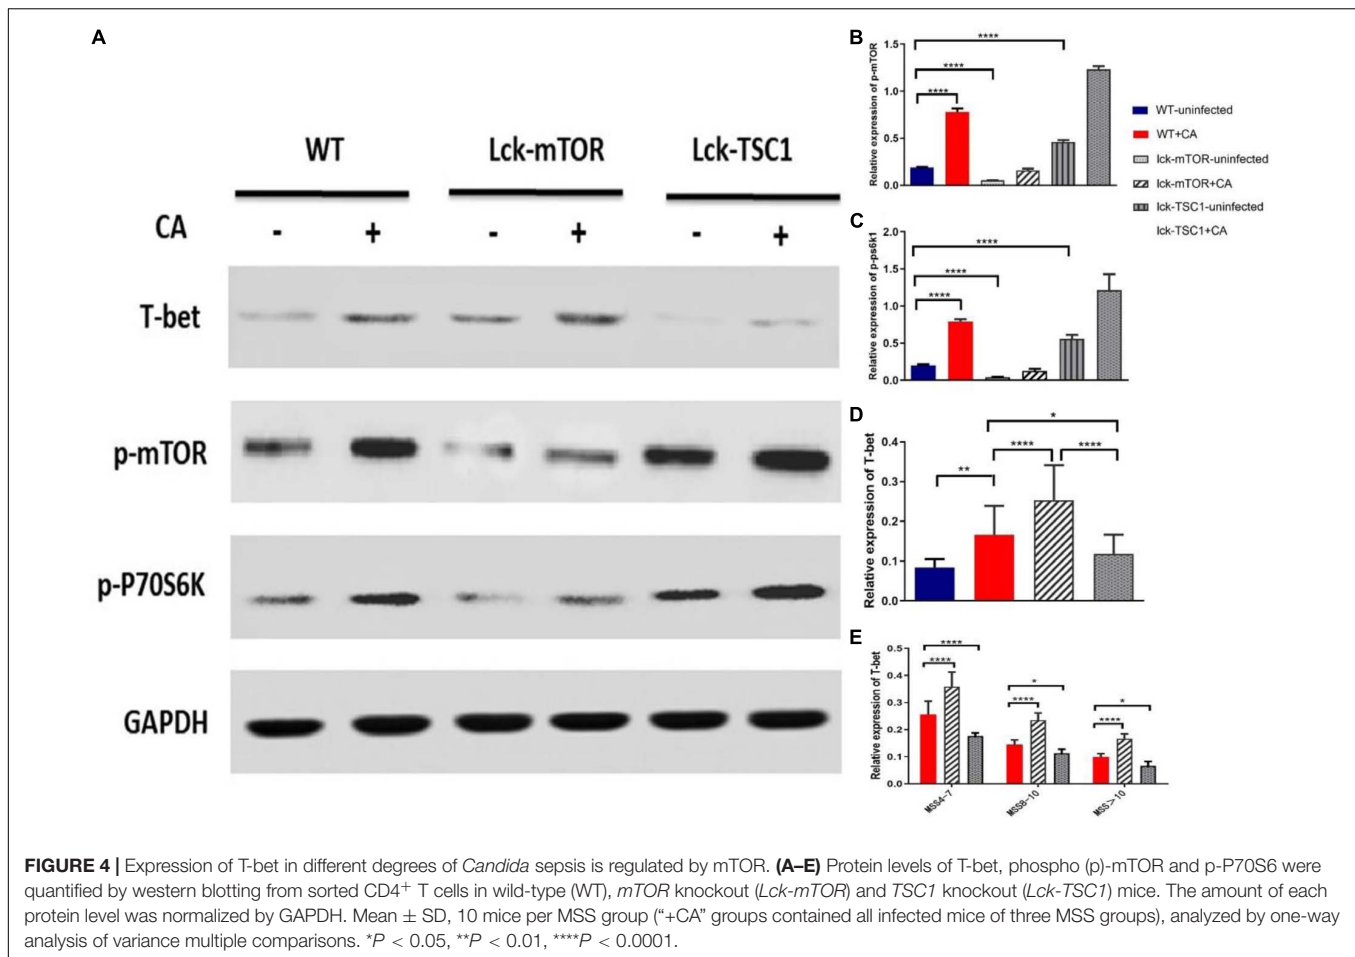 A
WT Lck-mTOR Lck-TSC1
CA - + - + - +
T-bet
p-mTOR
p-P70S6K
GAPDH
B
Relative expression of p-mTOR
1.5
1.0
0.5
0.0
****
****
****
WT-uninfected
WT+CA
lck-mTOR-uninfected
lck-mTOR+CA
lck-TSC1-uninfected
lck-TSC1+CA
C
Relative expression of p-ps6k1
2.0
1.5
1.0
0.5
0.0
****
****
****
D
Relative expression of T-bet
0.4
0.3
0.2
0.1
0.0
*
**** ****
**
E
Relative expression of T-bet
0.5
0.4
0.3
0.2
0.1
0.0
****
****
*
****
*
****
MSS4-7 MSS8-10 MSS＞10
FIGURE 4 | Expression of T-bet in different degrees of Candida sepsis is regulated by mTOR. (A–E) Protein levels of T-bet, phospho (p)-mTOR and p-P70S6 were
quantified by western blotting from sorted CD4⁺ T cells in wild-type (WT), mTOR knockout (Lck-mTOR) and TSC1 knockout (Lck-TSC1) mice. The amount of each
protein level was normalized by GAPDH. Mean ± SD, 10 mice per MSS group (“+CA” groups contained all infected mice of three MSS groups), analyzed by one-way
analysis of variance multiple comparisons. *P < 0.05, **P < 0.01, ****P < 0.0001.